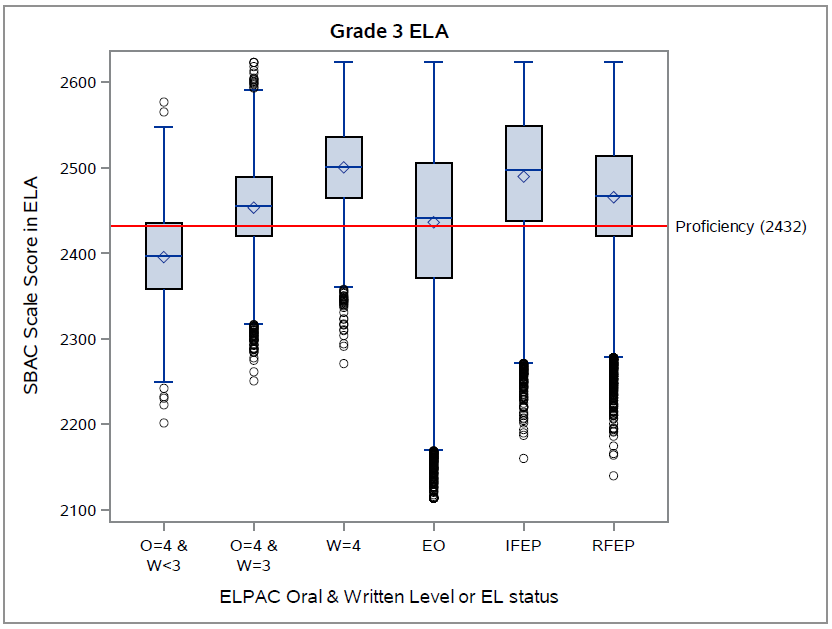 Grade 3 ELA
SBAC Scale Score in ELA
2600
2500
2400
2300
2200
2100
Proficiency (2432)
O=4 &
W<3
O=4 &
W=3
W=4
EO
IFEP
RFEP
ELPAC Oral & Written Level or EL status